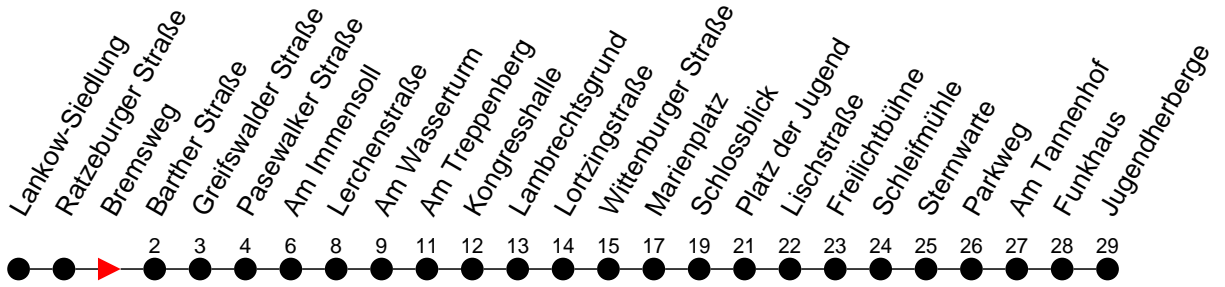 Lankow-Siedlung
Ratzeburger Straße
Bremsweg
Barther Straße
Greifswalder Straße
Pasewalker Straße
Am Immensoll
Lerchenstraße
Am Wasserturm
Am Treppenberg
Kongresshalle
Lambrechtsgrund
Lortzingstraße
Wittenburger Straße
Marienplatz
Schlossblick
Platz der Jugend
Lischstraße
Freilichtbühne
Schleifmühle
Sternwarte
Parkweg
Am Tannenhof
Funkhaus
Jugendherberge
2 3 4 6 8 9 11 12 13 14 15 17 19 21 22 23 24 25 26 27 28 29